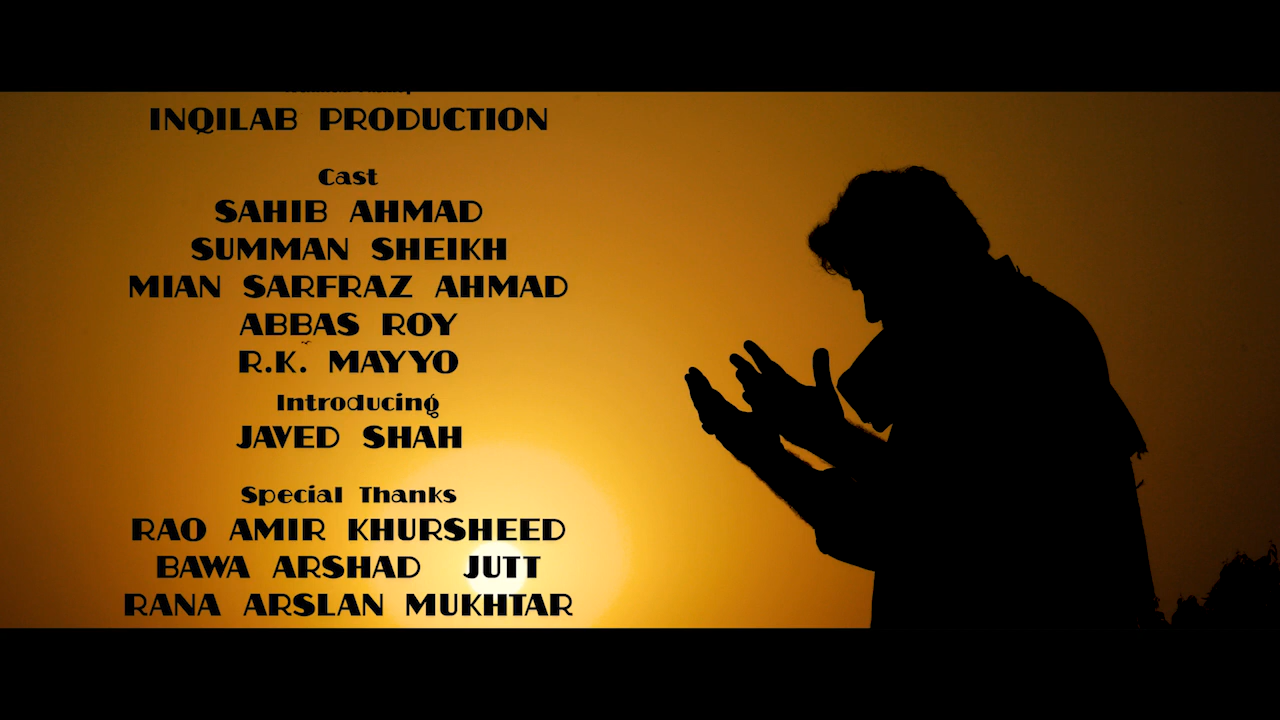 INQILAB PRODUCTION
Cast
SAHIB AHMAD
SUMMAN SHEIKH
MIAN SARFRAZ AHMAD
ABBAS ROY
R.K. MAYYO
Introducing
JAVED SHAH
Special Thanks
RAO AMIR KHURSHEED
BAWA ARSHAD JUTT
RANA ARSLAN MUKHTAR